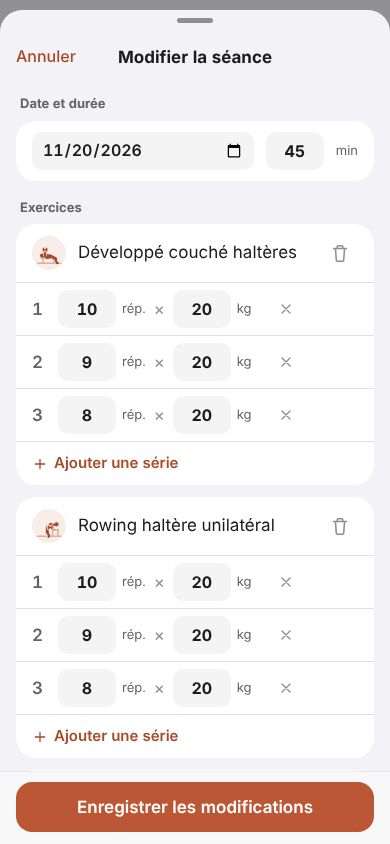 Annuler Modifier la séance
Date et durée
11/20/2026 45 min
Exercices
Développé couché haltères
1 10 rép. × 20 kg ×
2 9 rép. × 20 kg ×
3 8 rép. × 20 kg ×
+ Ajouter une série
Rowing haltère unilatéral
1 10 rép. × 20 kg ×
2 9 rép. × 20 kg ×
3 8 rép. × 20 kg ×
+ Ajouter une série
Enregistrer les modifications